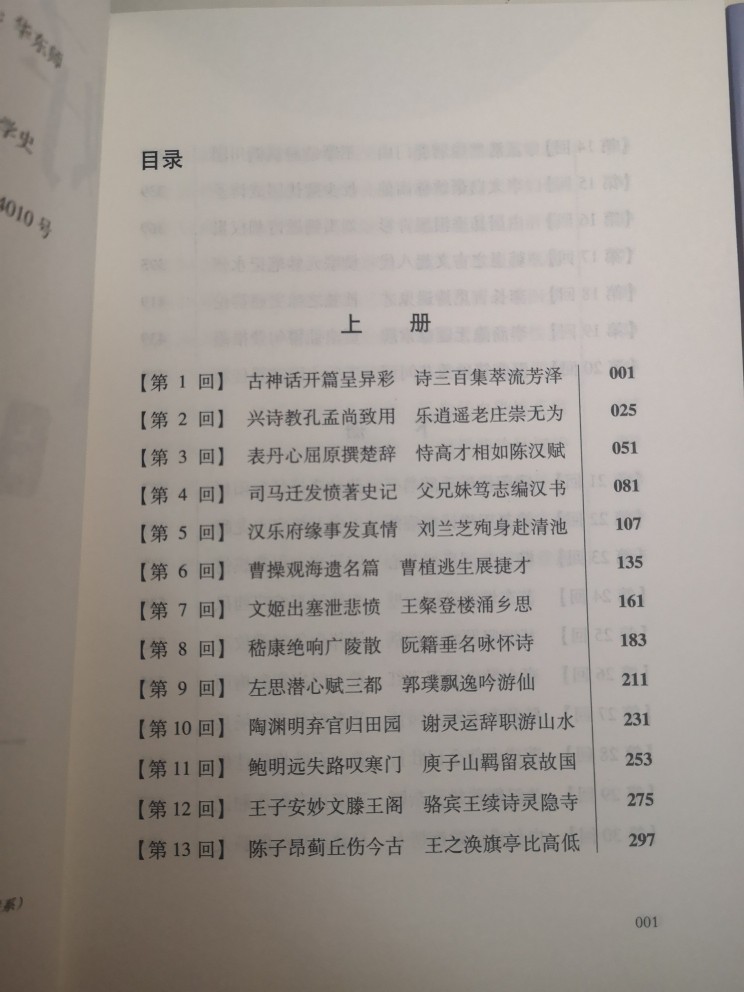 华东师
学史
4010号
目录
上 册
【第 1 回】 古神话开篇呈异彩 诗三百集萃流芳泽 001
【第 2 回】 兴诗教孔孟尚致用 乐逍遥老庄崇无为 025
【第 3 回】 表丹心屈原撰楚辞 恃高才相如陈汉赋 051
【第 4 回】 司马迁发愤著史记 父兄妹笃志编汉书 081
【第 5 回】 汉乐府缘事发真情 刘兰芝殉身赴清池 107
【第 6 回】 曹操观海遗名篇 曹植逃生展捷才 135
【第 7 回】 文姬出塞泄悲愤 王粲登楼涌乡思 161
【第 8 回】 嵇康绝响广陵散 阮籍垂名咏怀诗 183
【第 9 回】 左思潜心赋三都 郭璞飘逸吟游仙 211
【第 10 回】 陶渊明弃官归田园 谢灵运辞职游山水 231
【第 11 回】 鲍明远失路叹寒门 庾子山羁留哀故国 253
【第 12 回】 王子安妙文滕王阁 骆宾王续诗灵隐寺 275
【第 13 回】 陈子昂蓟丘伤今古 王之涣旗亭比高低 297
系）
001